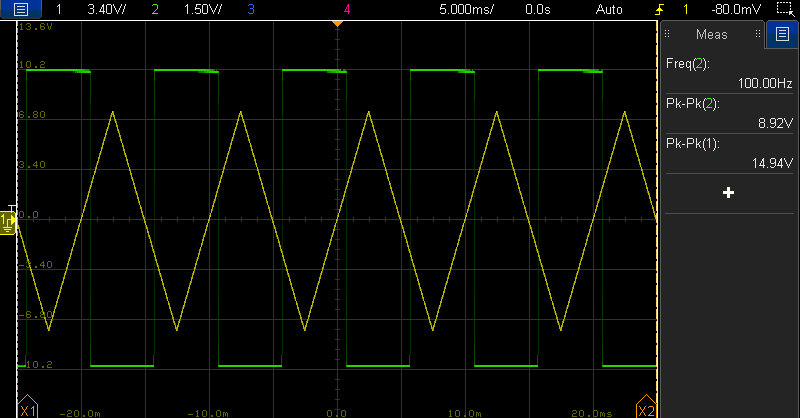 1 3.40V/ 2 1.50V/ 3 4 5.000ms/ 0.0s Auto 1 -80.0mV
13.6V
Meas
10.2
Freq(2):
100.00Hz
Pk-Pk(2):
8.92V
6.80
Pk-Pk(1):
14.94V
3.40
+
T
1 0.0
-3.40
-6.80
-10.2
X1 -20.0m -10.0m 0.0 10.0m 20.0ms X2